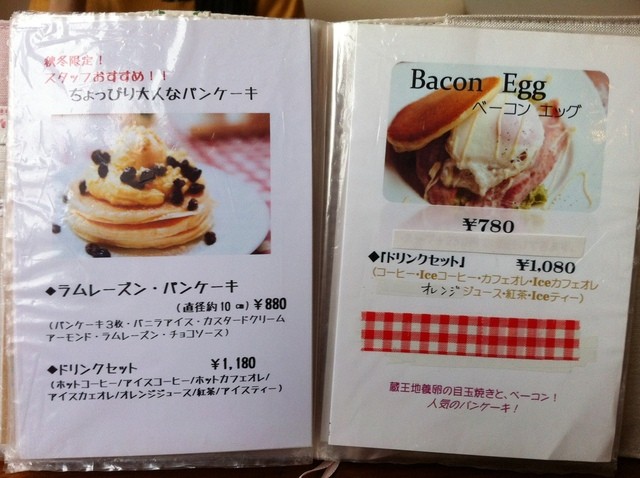 秋冬限定！
スタッフおすすめ！！
ちょっぴり大人なパンケーキ
◆ラムレーズン・パンケーキ
（直径約10㎝）￥880
（パンケーキ3枚・バニラアイス・カスタードクリーム
アーモンド・ラムレーズン・チョコソース）
◆ドリンクセット ￥1,180
（ホットコーヒー/アイスコーヒー/ホットカフェオレ/
アイスカェオレ/オレンジジュース/紅茶/アイスティー）
Bacon Egg
ベーコン エッグ
￥780
◆『ドリンクセット』 ￥1,080
（コーヒー・Iceコーヒー・カフェオレ・Iceカフェオレ
オレンジジュース・紅茶・Iceティー）
蔵王地養卵の目玉焼きと、ベーコン！
人気のパンケーキ！